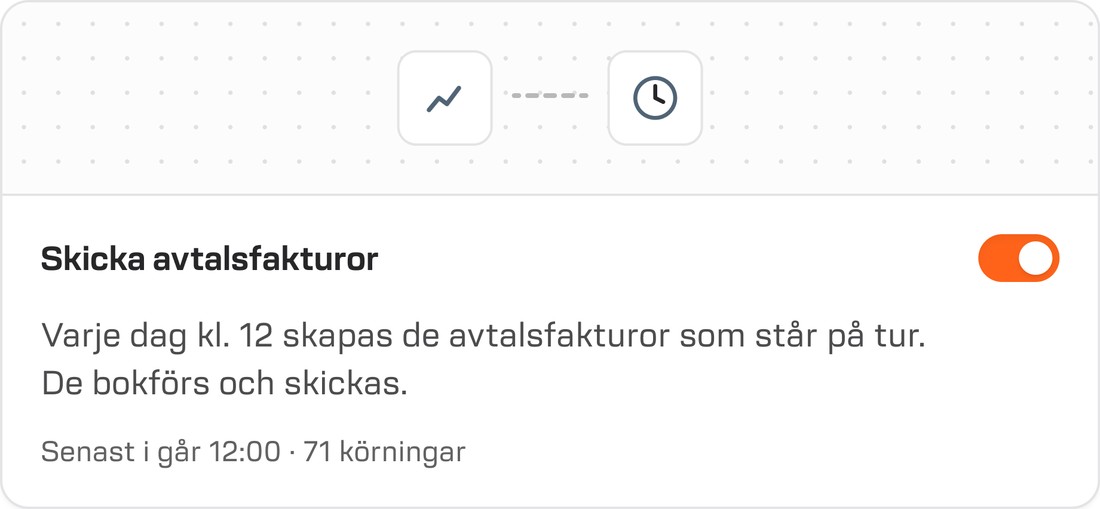 Skicka avtalsfakturor
Varje dag kl. 12 skapas de avtalsfakturor som står på tur.
De bokförs och skickas.
Senast i går 12:00 · 71 körningar